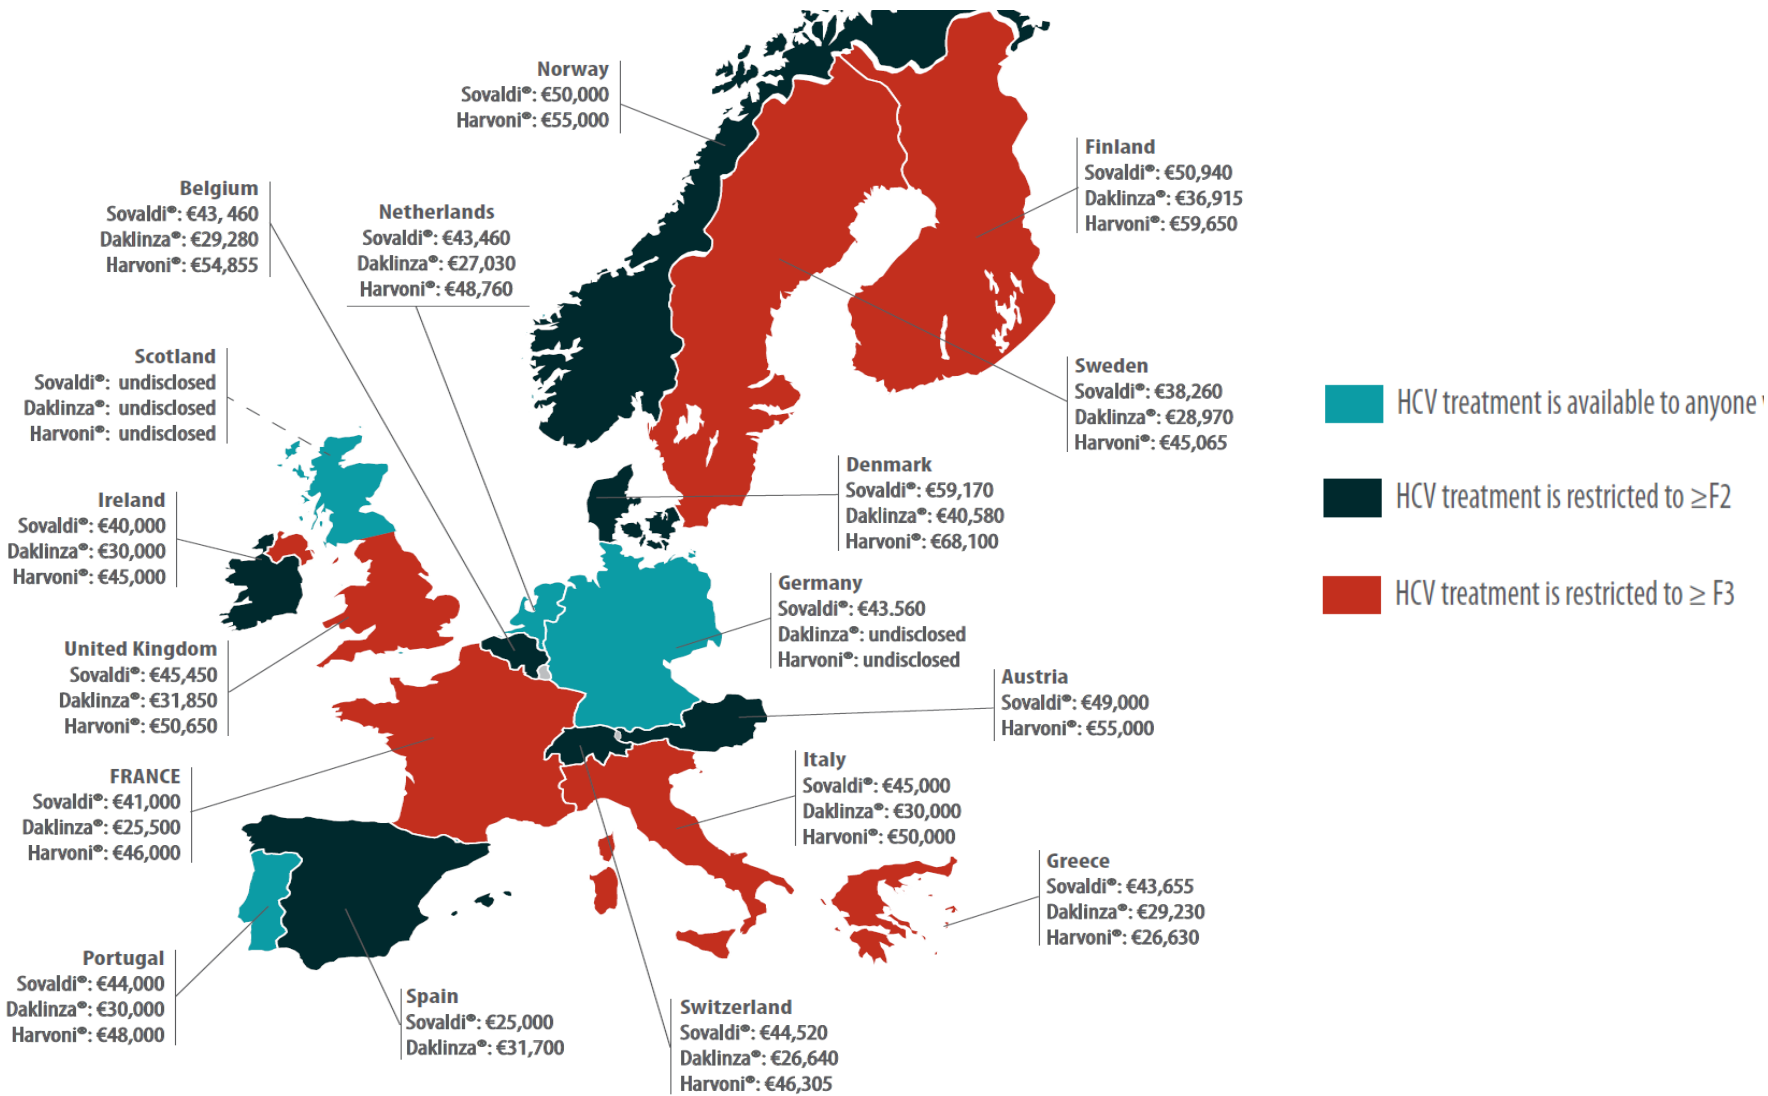 Norway
Sovaldi®: €50,000
Harvoni®: €55,000
Finland
Sovaldi®: €50,940
Daklinza®: €36,915
Harvoni®: €59,650
Belgium
Sovaldi®: €43, 460
Daklinza®: €29,280
Harvoni®: €54,855
Netherlands
Sovaldi®: €43,460
Daklinza®: €27,030
Harvoni®: €48,760
Scotland
Sovaldi®: undisclosed
Daklinza®: undisclosed
Harvoni®: undisclosed
Sweden
Sovaldi®: €38,260
Daklinza®: €28,970
Harvoni®: €45,065
HCV treatment is available to anyone
HCV treatment is restricted to ≥F2
HCV treatment is restricted to ≥ F3
Denmark
Sovaldi®: €59,170
Daklinza®: €40,580
Harvoni®: €68,100
Ireland
Sovaldi®: €40,000
Daklinza®: €30,000
Harvoni®: €45,000
Germany
Sovaldi®: €43.560
Daklinza®: undisclosed
Harvoni®: undisclosed
United Kingdom
Sovaldi®: €45,450
Daklinza®: €31,850
Harvoni®: €50,650
Austria
Sovaldi®: €49,000
Harvoni®: €55,000
FRANCE
Sovaldi®: €41,000
Daklinza®: €25,500
Harvoni®: €46,000
Italy
Sovaldi®: €45,000
Daklinza®: €30,000
Harvoni®: €50,000
Greece
Sovaldi®: €43,655
Daklinza®: €29,230
Harvoni®: €26,630
Portugal
Sovaldi®: €44,000
Daklinza®: €30,000
Harvoni®: €48,000
Spain
Sovaldi®: €25,000
Daklinza®: €31,700
Switzerland
Sovaldi®: €44,520
Daklinza®: €26,640
Harvoni®: €46,305